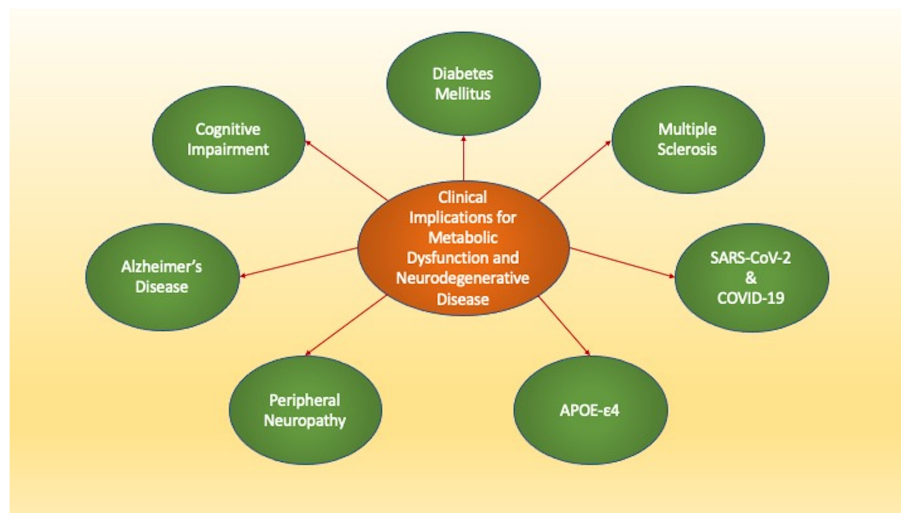 Diabetes
Mellitus
Cognitive
Impairment
Multiple
Sclerosis
Clinical
Implications for
Metabolic
Dysfunction and
Neurodegenerative
Disease
Alzheimer's
Disease
SARS-CoV-2
&
COVID-19
Peripheral
Neuropathy
APOE-ε4